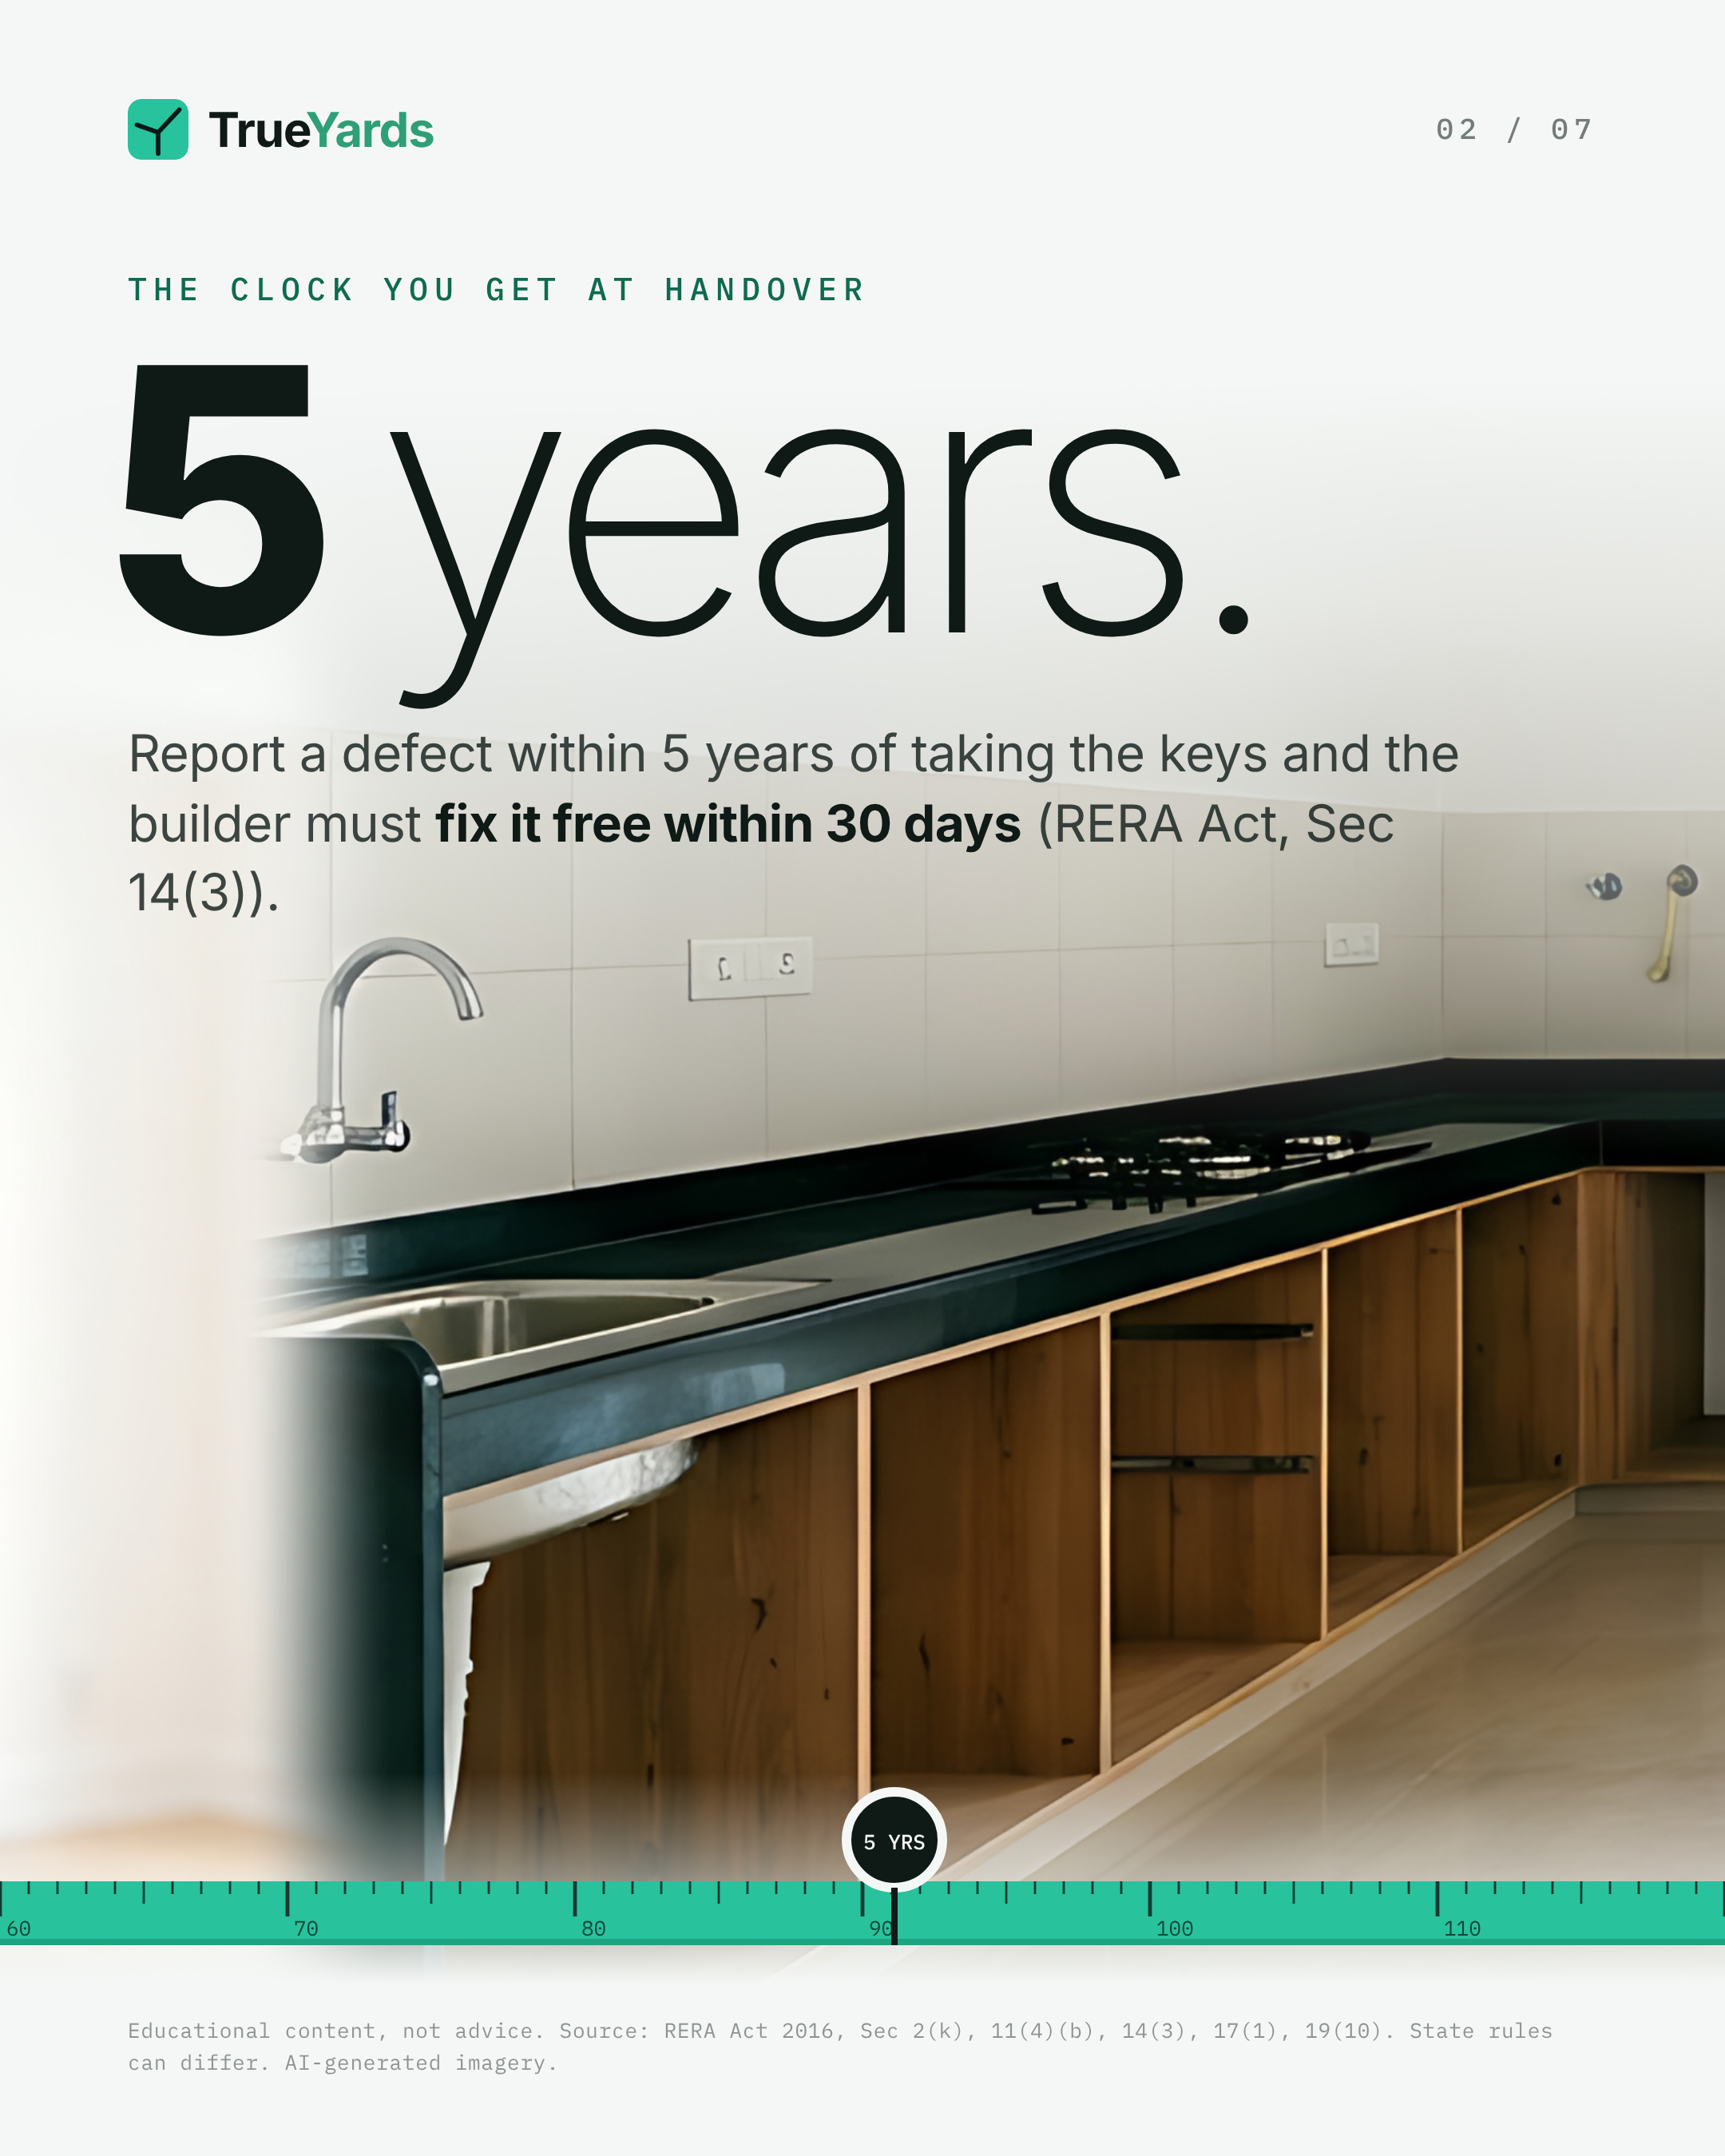 TrueYards
02 / 07
THE CLOCK YOU GET AT HANDOVER
5 years.
Report a defect within 5 years of taking the keys and the
builder must fix it free within 30 days (RERA Act, Sec
14(3)).
5 YRS
60 70 80 90 100 110
Educational content, not advice. Source: RERA Act 2016, Sec 2(k), 11(4)(b), 14(3), 17(1), 19(10). State rules
can differ. AI-generated imagery.